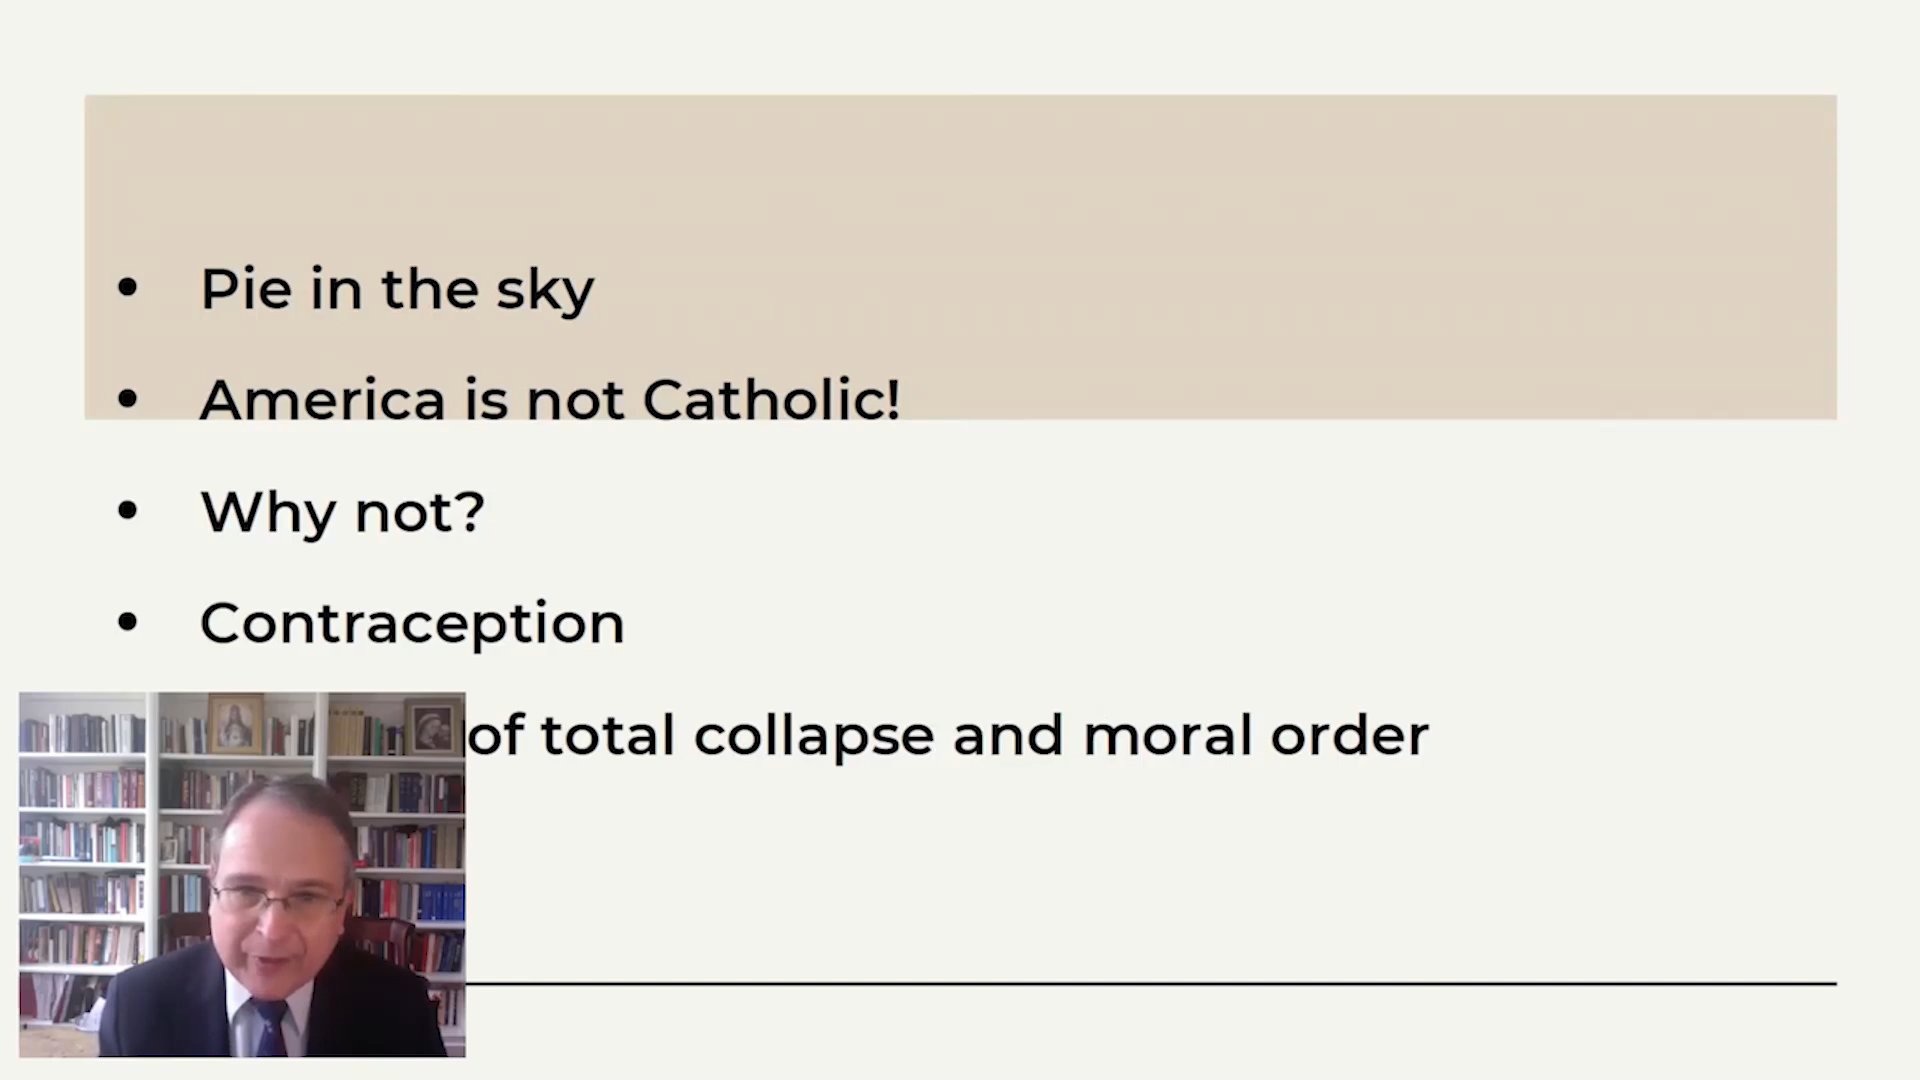 • Pie in the sky
• America is not Catholic!
• Why not?
• Contraception
of total collapse and moral order